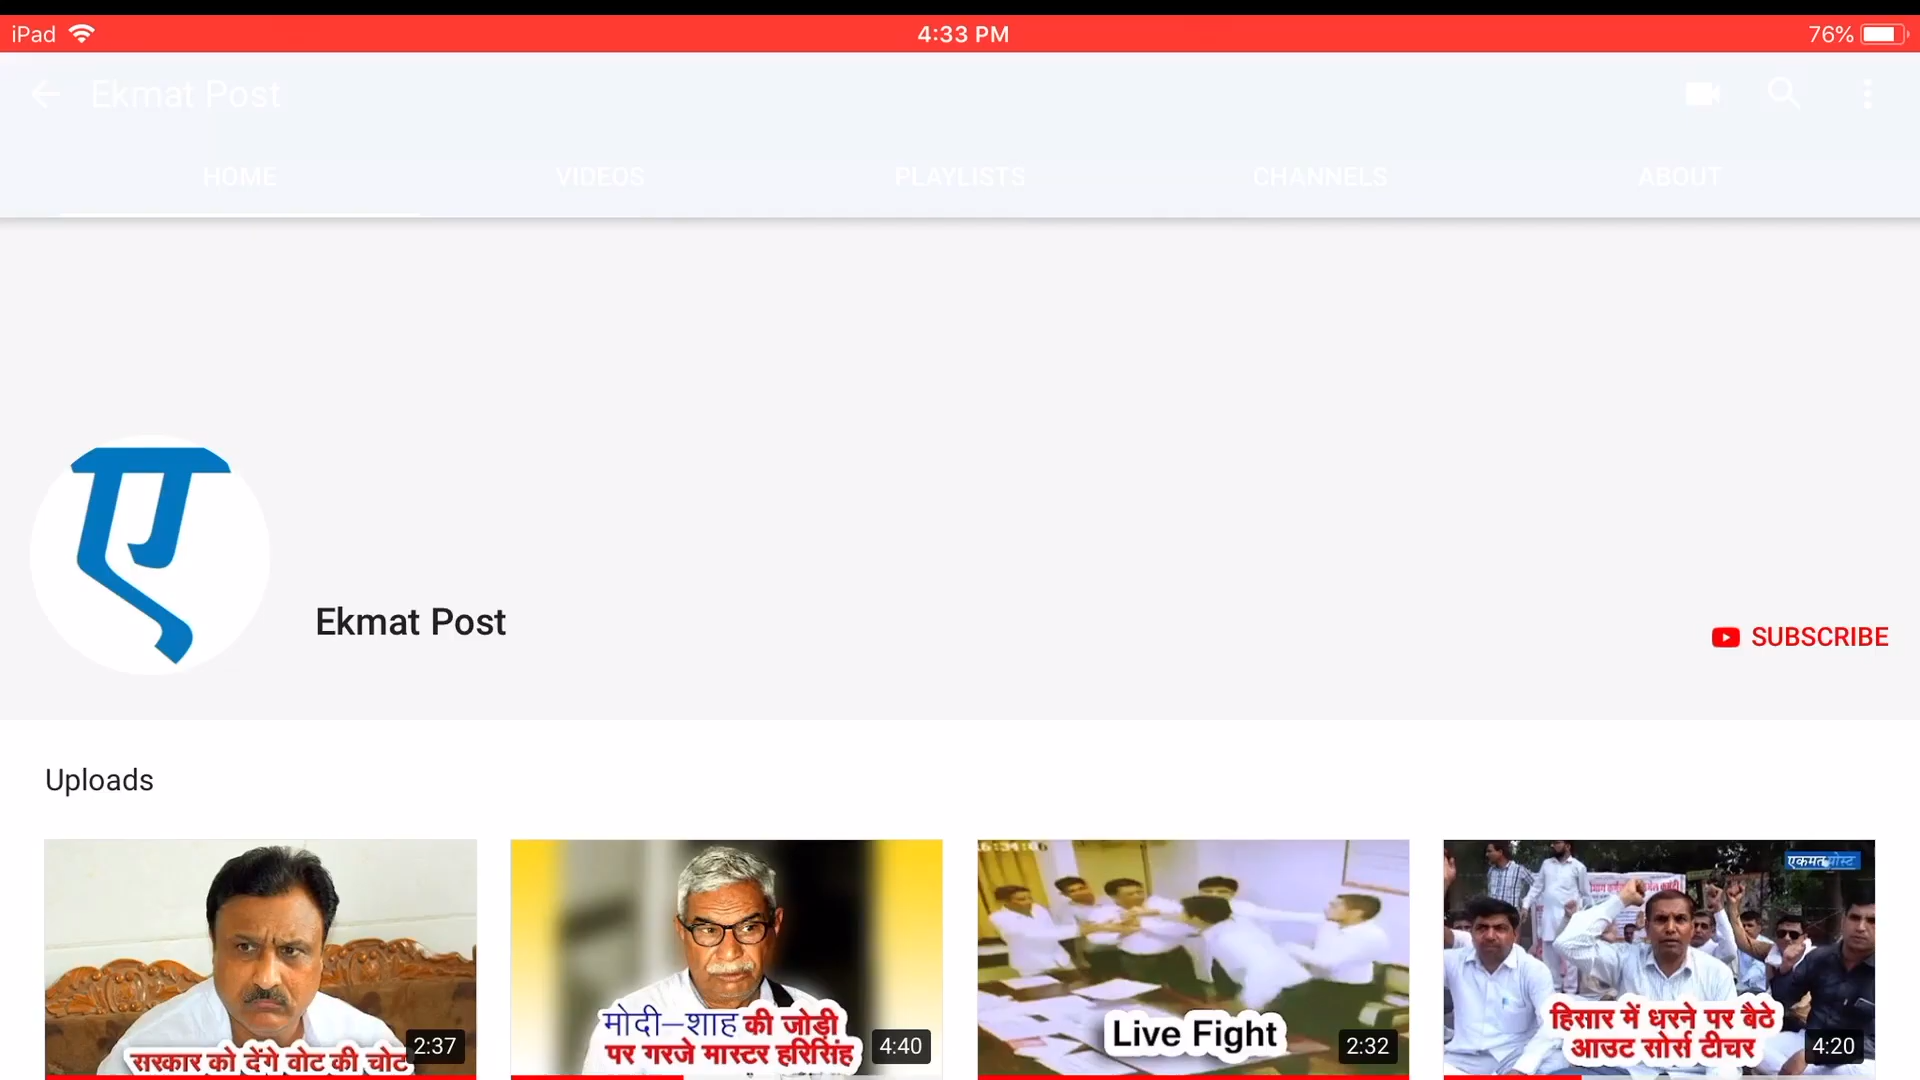 iPad
4:33 PM
76%
Ekmat Post
HOME
VIDEOS
PLAYLISTS
CHANNELS
ABOUT
ए
Ekmat Post
SUBSCRIBE
Uploads
सरकार को देंगे वोट की चोट
2:37
मोदी–शाह की जोड़ी
पर गरजे मास्टर हरिसिंह
4:40
Live Fight
2:32
एकमत पोस्ट
हिसार में धरने पर बैठे
आउट सोर्स टीचर
4:20